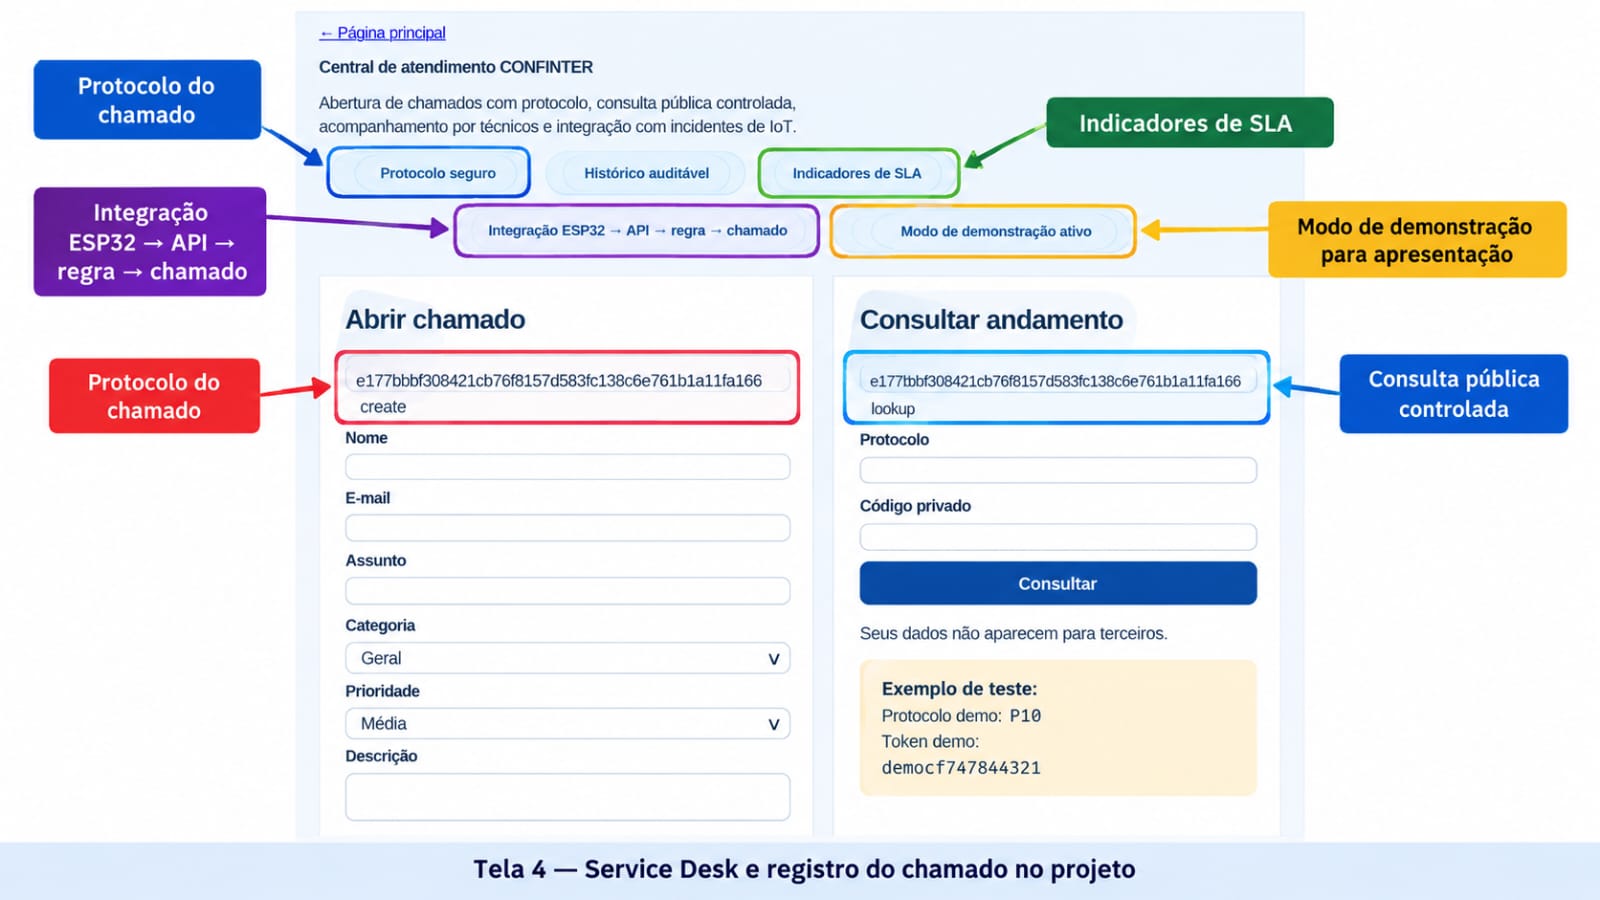 ← Página principal
Central de atendimento CONFINTER
Abertura de chamados com protocolo, consulta pública controlada,
acompanhamento por técnicos e integração com incidentes de IoT.
Protocolo do
chamado
Indicadores de SLA
Protocolo seguro
Histórico auditável
Indicadores de SLA
Integração
ESP32 → API →
regra → chamado
Integração ESP32 → API → regra → chamado
Modo de demonstração ativo
Modo de demonstração
para apresentação
Abrir chamado
Protocolo do
chamado
e177bbbf308421cb76f8157d583fc138c6e761b1a11fa166
create
Nome
E-mail
Assunto
Categoria
Geral
Prioridade
Média
Descrição
Consultar andamento
e177bbbf308421cb76f8157d583fc138c6e761b1a11fa166
lookup
Consulta pública
controlada
Protocolo
Código privado
Consultar
Seus dados não aparecem para terceiros.
Exemplo de teste:
Protocolo demo: P10
Token demo:
democf747844321
Tela 4 — Service Desk e registro do chamado no projeto